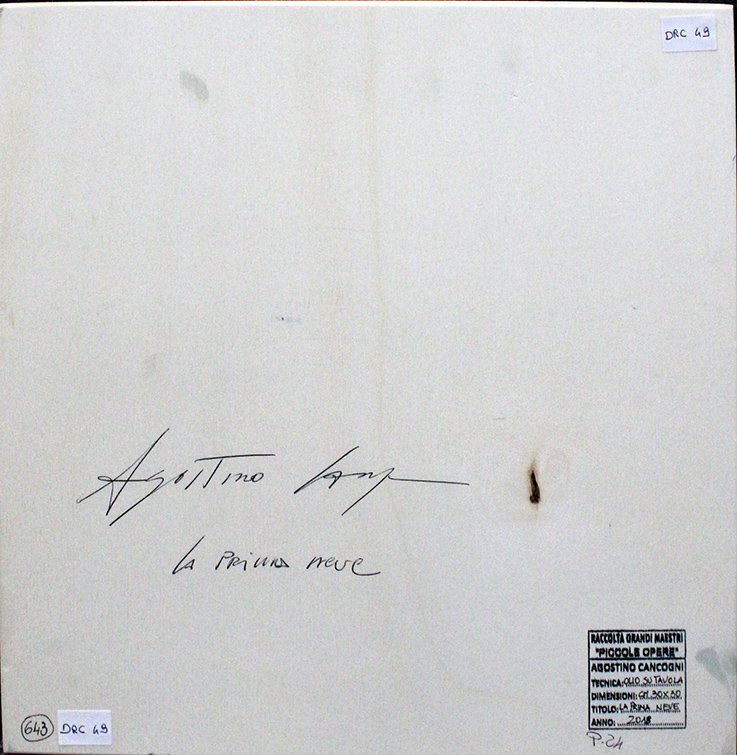 DRC 49
Agostino
La Prima neve
RACCOLTA GRANDI MAESTRI
"PICCOLE OPERE"
AGOSTINO CANCOGNI
TECNICA: OLIO SU TAVOLA
DIMENSIONI: CM 30X30
TITOLO: LA PRIMA NEVE
ANNO: 2018
P.24
643 DRC 49